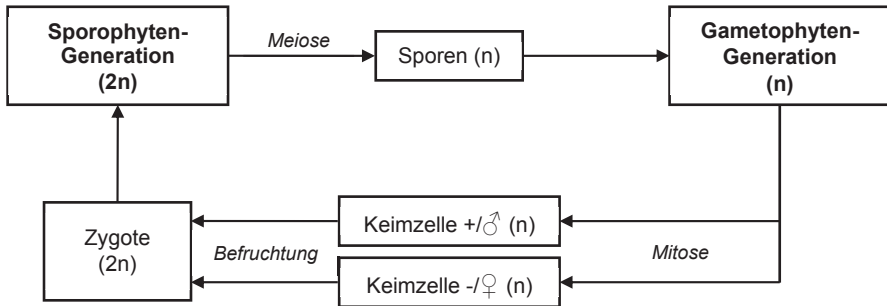 Sporophyten-
Generation
(2n)
Meiose
Sporen (n)
Gametophyten-
Generation
(n)
Zygote
(2n)
Befruchtung
Keimzelle +/♂ (n)
Keimzelle -/♀ (n)
Mitose